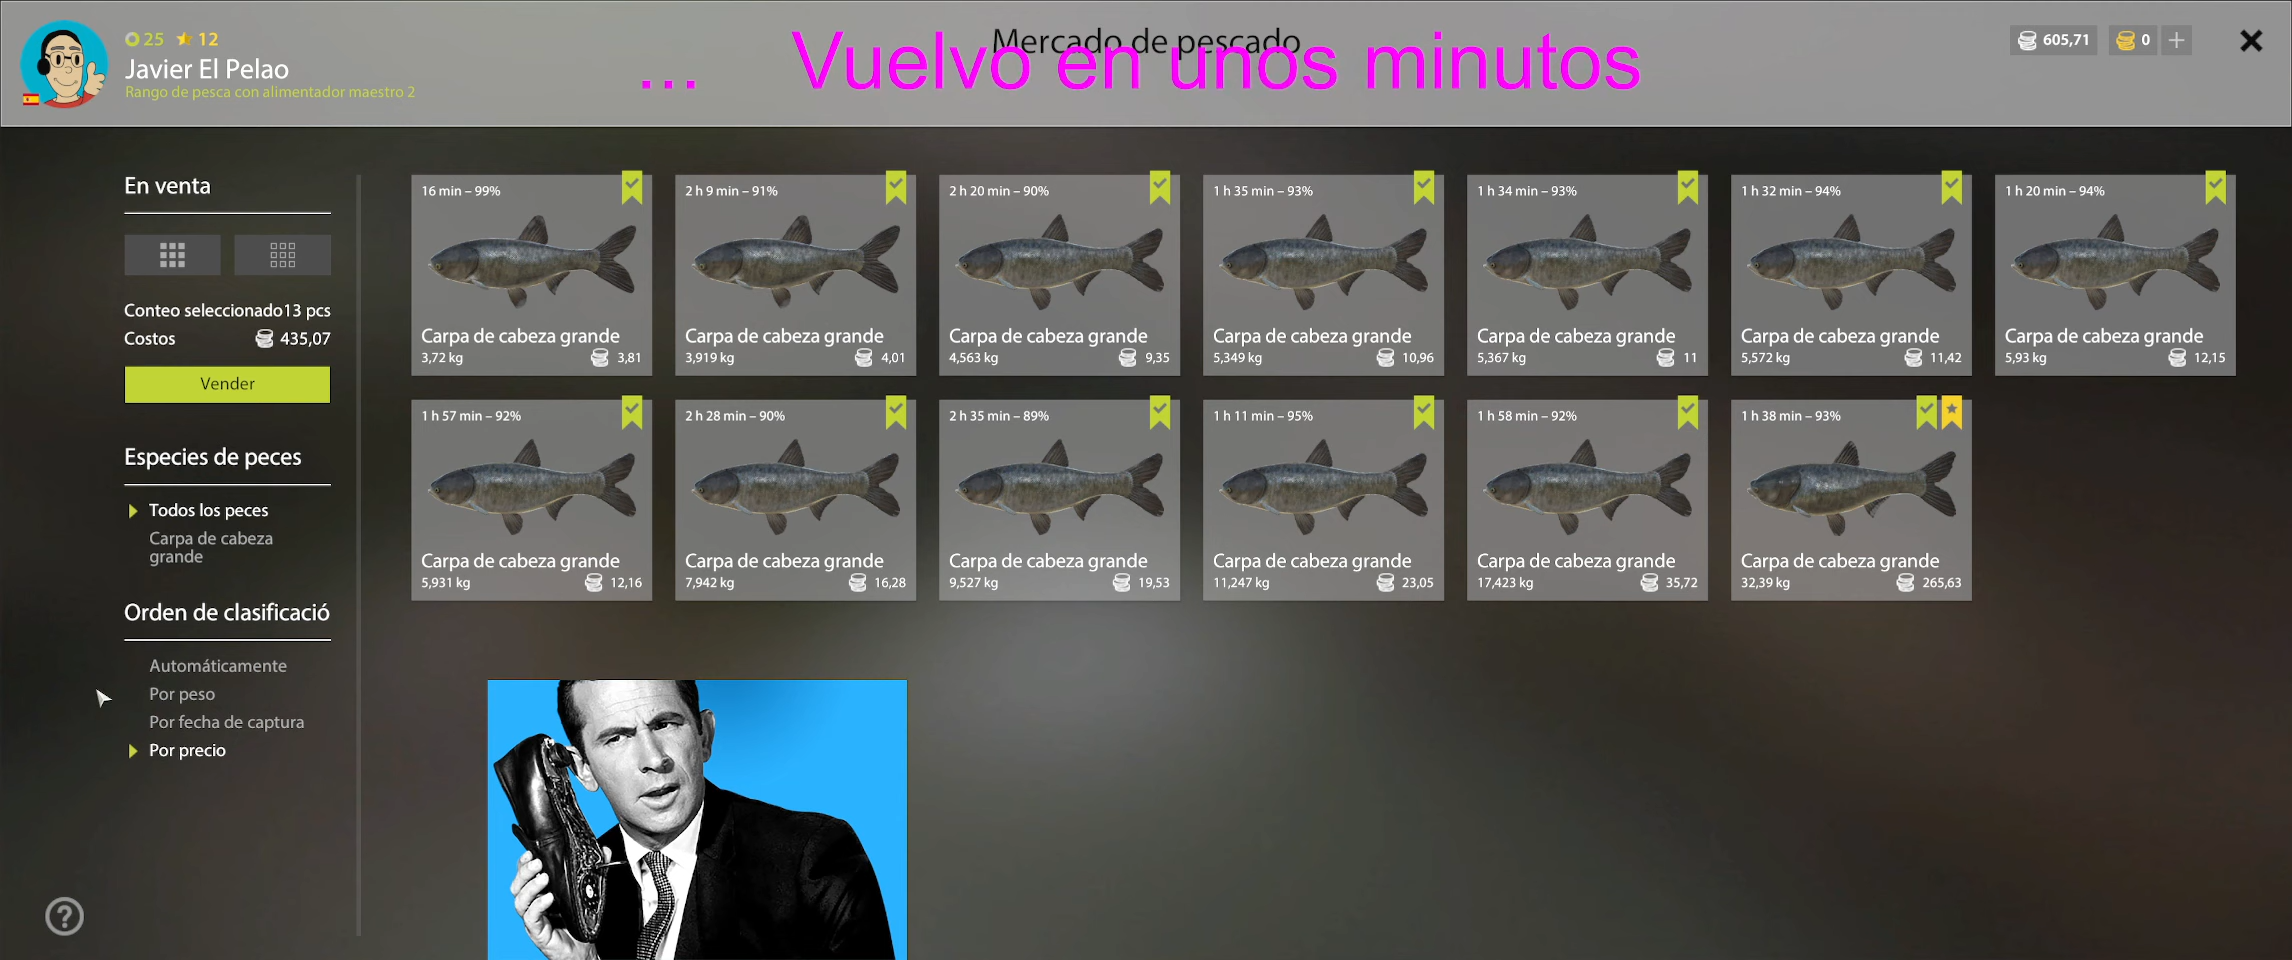 25 12
Javier El Pelao
Rango de pesca con alimentador maestro 2
Mercado de pescado
... Vuelvo en unos minutos
605,71 0 +
En venta
Conteo seleccionado13 pcs
Costos 435,07
Vender
Especies de peces
Todos los peces
Carpa de cabeza
grande
Orden de clasificació
Automáticamente
Por peso
Por fecha de captura
Por precio
?
16 min – 99%
Carpa de cabeza grande
3,72 kg 3,81
2 h 9 min – 91%
Carpa de cabeza grande
3,919 kg 4,01
2 h 20 min – 90%
Carpa de cabeza grande
4,563 kg 9,35
1 h 35 min – 93%
Carpa de cabeza grande
5,349 kg 10,96
1 h 34 min – 93%
Carpa de cabeza grande
5,367 kg 11
1 h 32 min – 94%
Carpa de cabeza grande
5,572 kg 11,42
1 h 20 min – 94%
Carpa de cabeza grande
5,93 kg 12,15
1 h 57 min – 92%
Carpa de cabeza grande
5,931 kg 12,16
2 h 28 min – 90%
Carpa de cabeza grande
7,942 kg 16,28
2 h 35 min – 89%
Carpa de cabeza grande
9,527 kg 19,53
1 h 11 min – 95%
Carpa de cabeza grande
11,247 kg 23,05
1 h 58 min – 92%
Carpa de cabeza grande
17,423 kg 35,72
1 h 38 min – 93%
Carpa de cabeza grande
32,39 kg 265,63